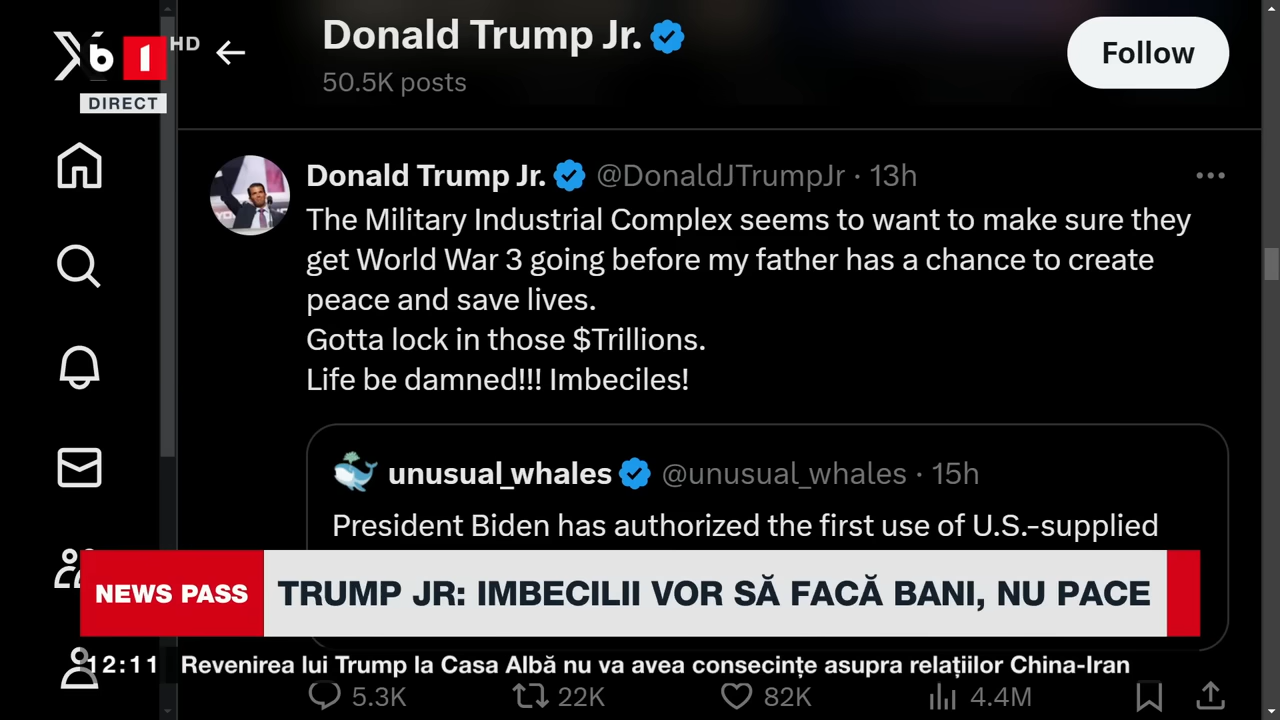 Donald Trump Jr.
50.5K posts
Follow
X
b1 HD
DIRECT
Donald Trump Jr. @DonaldJTrumpJr · 13h
The Military Industrial Complex seems to want to make sure they
get World War 3 going before my father has a chance to create
peace and save lives.
Gotta lock in those $Trillions.
Life be damned!!! Imbeciles!
unusual_whales @unusual_whales · 15h
President Biden has authorized the first use of U.S.-supplied
NEWS PASS
TRUMP JR: IMBECILII VOR SĂ FACĂ BANI, NU PACE
12:11 Revenirea lui Trump la Casa Albă nu va avea consecințe asupra relațiilor China-Iran
5.3K 22K 82K 4.4M